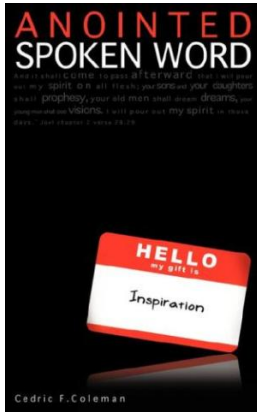 ANOINTED
SPOKEN WORD
And it shall come to pass afterward that i will pour
out my spirit on all flesh; your sons and your daughters
shall prophesy, your old men shall dream dreams, your
young men shall see visions. I will pour out my spirit in those
days." Joel chapter 2 verse 28-29
HELLO
my gift is
Inspiration
Cedric F.Coleman